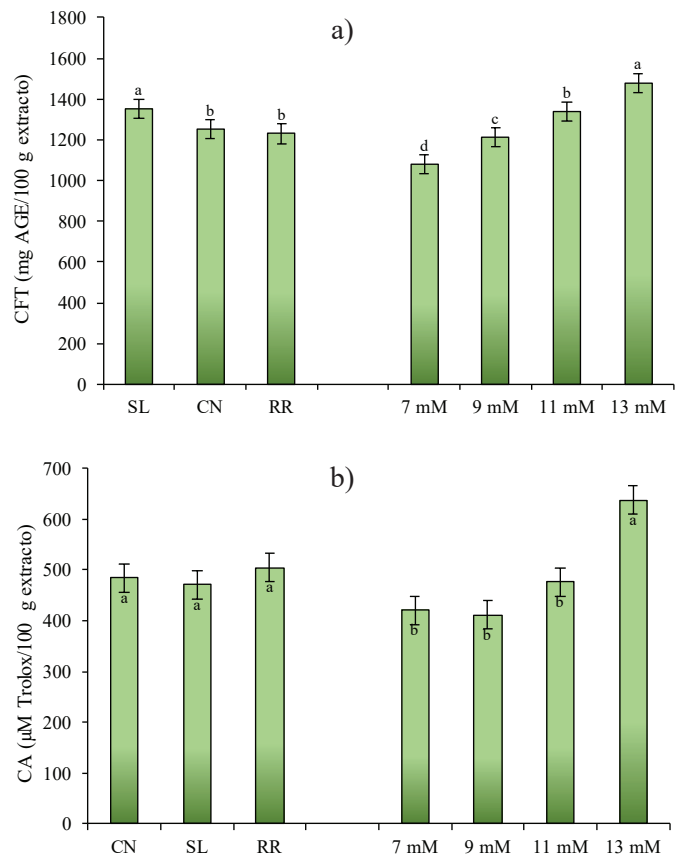 a)
CFT (mg AGE/100 g extracto)
1800
1600
1400
1200
1000
800
600
400
200
0
a
b
b
d
c
b
a
SL CN RR 7 mM 9 mM 11 mM 13 mM
b)
CA (µM Trolox/100 g extracto)
700
600
500
400
300
200
100
0
a
a
a
b
b
b
a
CN SL RR 7 mM 9 mM 11 mM 13 mM